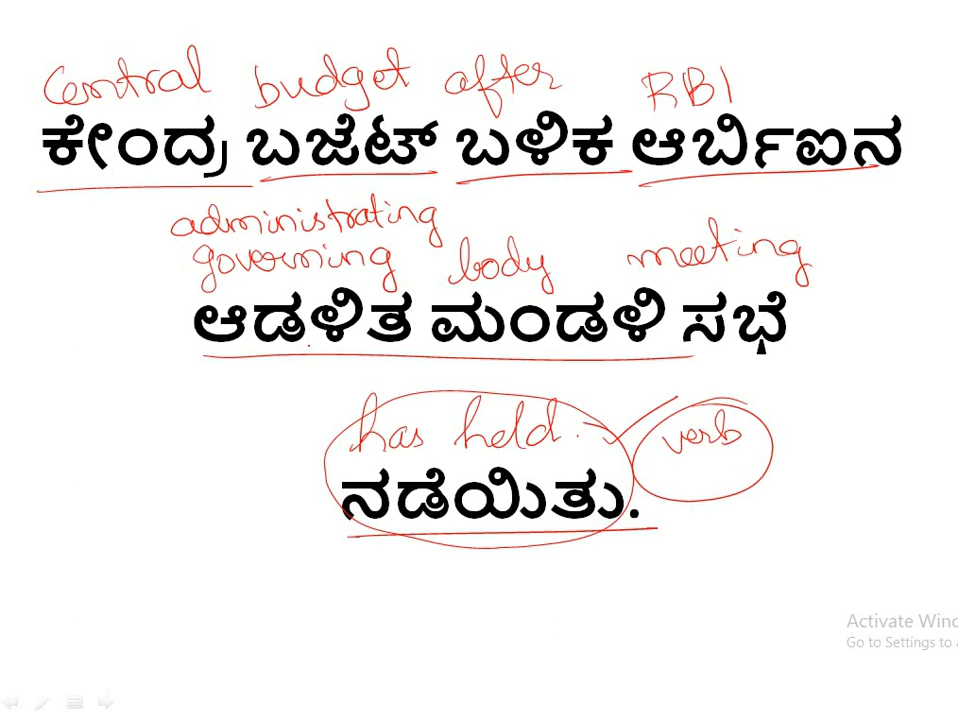 Central budget after RBI
ಕೇಂದ್ರ ಬಜೆಟ್ ಬಳಿಕ ಆರ್ಬಿಐನ
administrating
governing body meeting
ಆಡಳಿತ ಮಂಡಳಿ ಸಭೆ
has held. verb
ನಡೆಯಿತು.
Activate Wind
Go to Settings to a